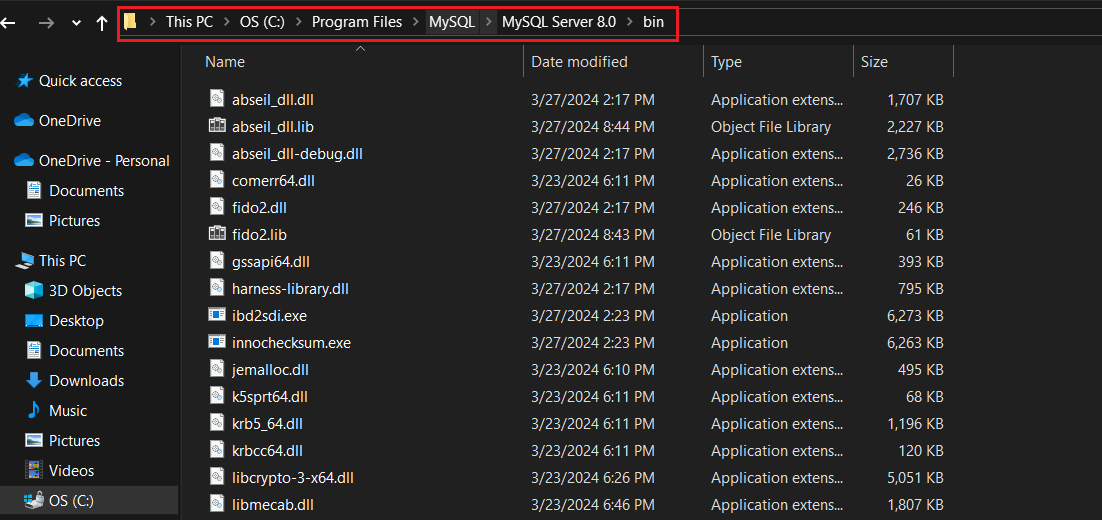 This PC > OS (C:) > Program Files > MySQL > MySQL Server 8.0 > bin
Name Date modified Type Size
Quick access
OneDrive
OneDrive - Personal
Documents
Pictures
This PC
3D Objects
Desktop
Documents
Downloads
Music
Pictures
Videos
OS (C:)
abseil_dll.dll 3/27/2024 2:17 PM Application extens... 1,707 KB
abseil_dll.lib 3/27/2024 8:44 PM Object File Library 2,227 KB
abseil_dll-debug.dll 3/27/2024 2:17 PM Application extens... 2,736 KB
comerr64.dll 3/23/2024 6:11 PM Application extens... 26 KB
fido2.dll 3/27/2024 2:17 PM Application extens... 246 KB
fido2.lib 3/27/2024 8:43 PM Object File Library 61 KB
gssapi64.dll 3/23/2024 6:11 PM Application extens... 393 KB
harness-library.dll 3/27/2024 2:17 PM Application extens... 795 KB
ibd2sdi.exe 3/27/2024 2:23 PM Application 6,273 KB
innochecksum.exe 3/27/2024 2:23 PM Application 6,263 KB
jemalloc.dll 3/23/2024 6:10 PM Application extens... 495 KB
k5sprt64.dll 3/23/2024 6:11 PM Application extens... 68 KB
krb5_64.dll 3/23/2024 6:11 PM Application extens... 1,196 KB
krbcc64.dll 3/23/2024 6:11 PM Application extens... 120 KB
libcrypto-3-x64.dll 3/23/2024 6:26 PM Application extens... 5,051 KB
libmecab.dll 3/23/2024 6:46 PM Application extens... 1,807 KB